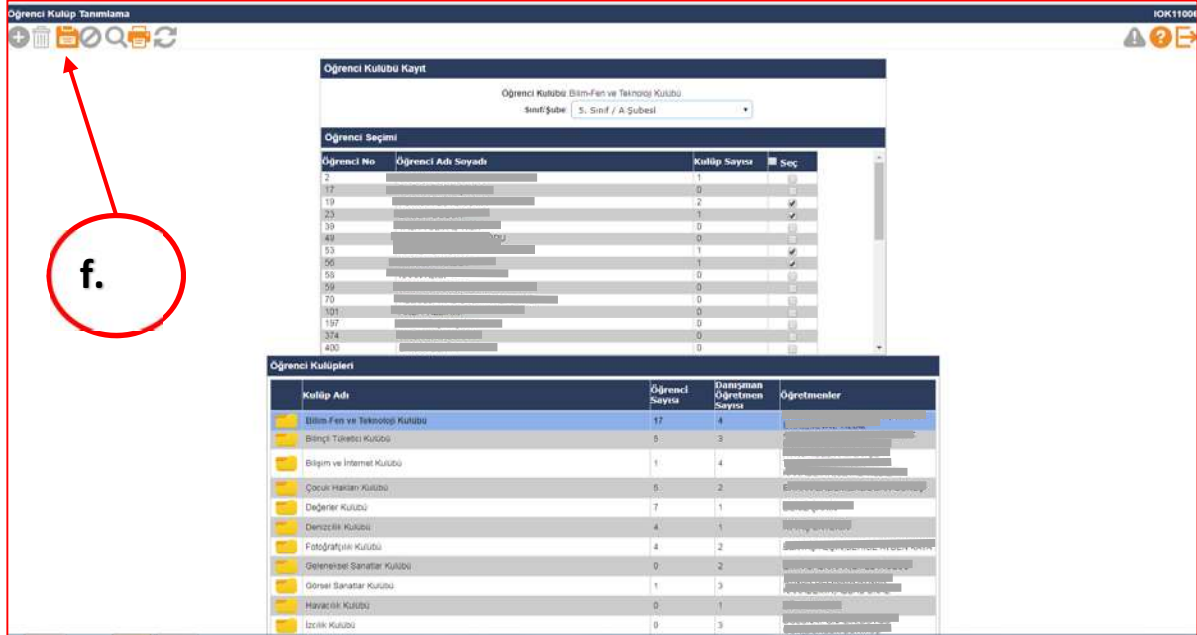 Öğrenci Kulüp Tanımlama IOK11006
Öğrenci Kulübü Kayıt
Öğrenci Kulübü Bilim-Fen ve Teknoloji Kulübü
Sınıf/Şube 5. Sınıf / A Şubesi
Öğrenci Seçimi
Öğrenci No Öğrenci Adı Soyadı Kulüp Sayısı Seç
2 1
17 0
19 2
23 1
39 0
49 0
53 1
56 1
58 0
59 0
70 0
101 0
197 0
374 0
400 0
f.
Öğrenci Kulüpleri
Kulüp Adı Öğrenci Sayısı Danışman Öğretmen Sayısı Öğretmenler
Bilim-Fen ve Teknoloji Kulübü 17 4
Bilinçli Tüketici Kulübü 5 3
Bilişim ve İnternet Kulübü 1 4
Çocuk Hakları Kulübü 5 2
Değerler Kulübü 7 1
Denizcilik Kulübü 4 1
Fotoğrafçılık Kulübü 4 2
Geleneksel Sanatlar Kulübü 0 2
Görsel Sanatlar Kulübü 1 3
Havacılık Kulübü 0 1
İzcilik Kulübü 0 3